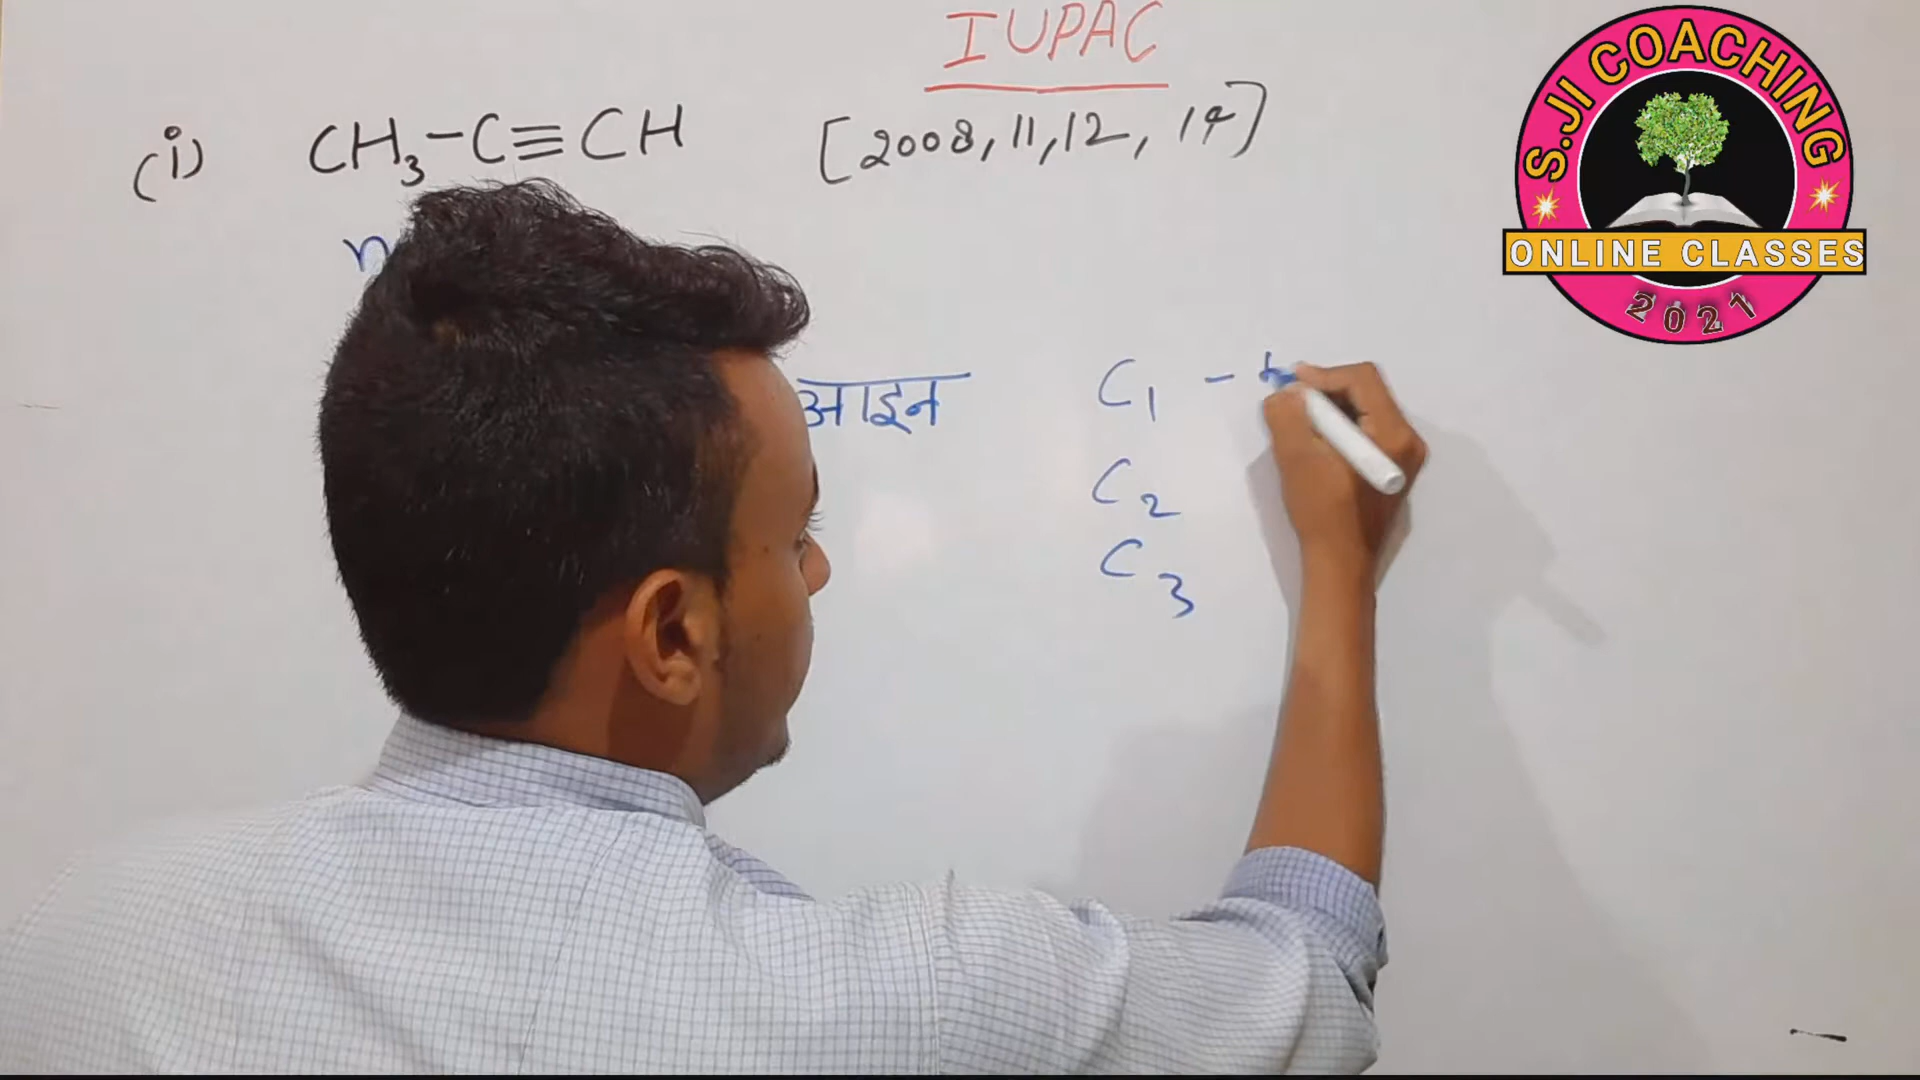 IUPAC
(i) CH₃-C≡CH [2008, 11, 12, 14]
आइन
C₁ -
C₂
C₃
S.JI COACHING
ONLINE CLASSES
2021